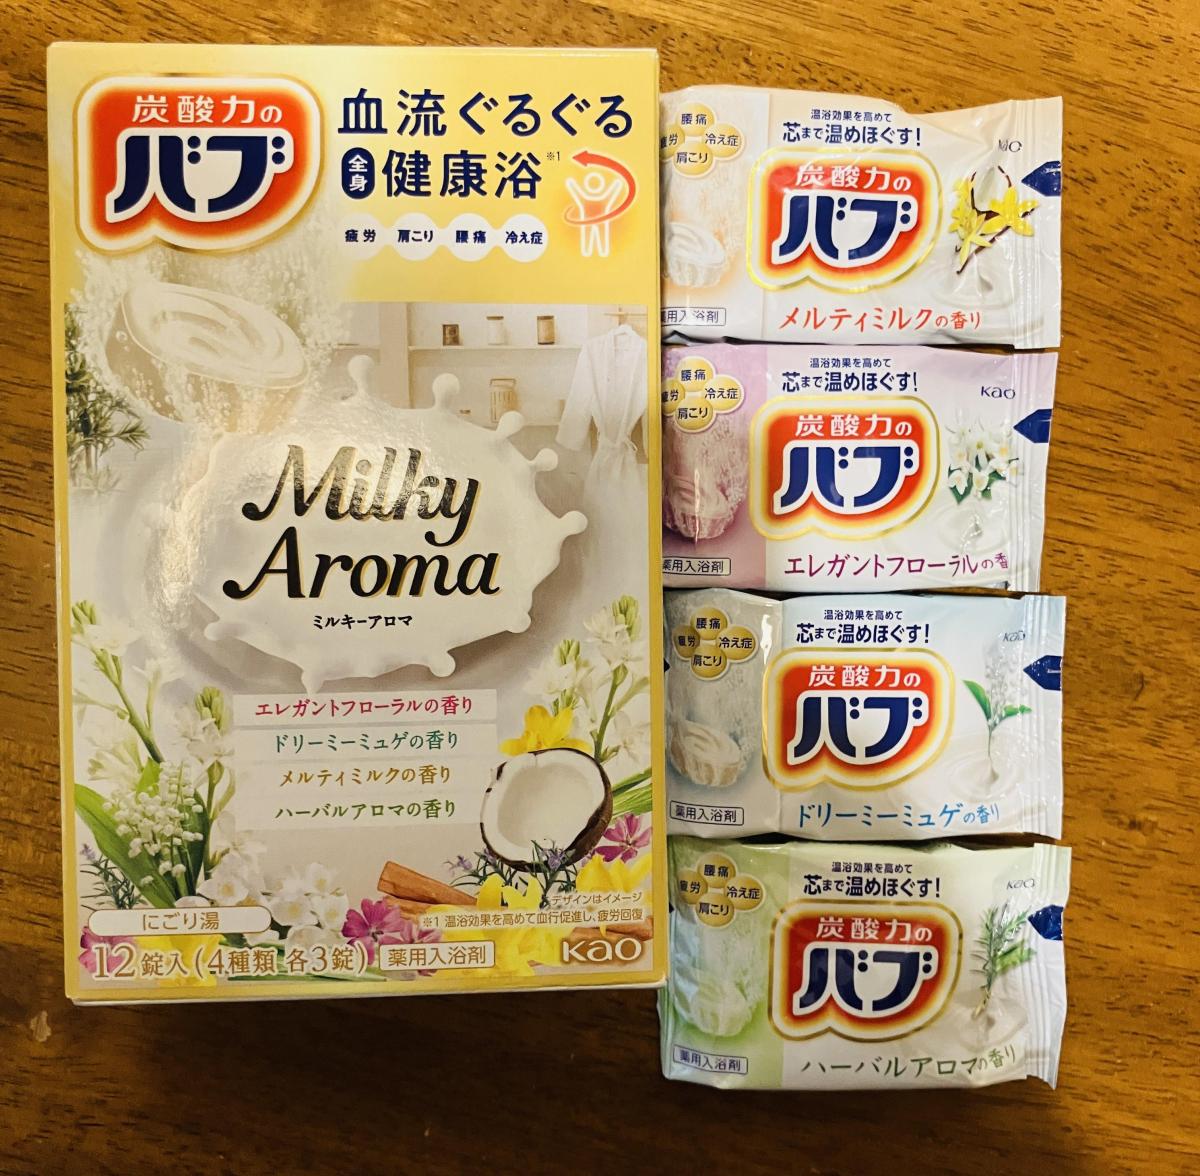 炭酸力の
バブ
血流ぐるぐる
全身 健康浴 ※1
疲労 肩こり 腰痛 冷え症
Milky
Aroma
ミルキーアロマ
エレガントフローラルの香り
ドリーミーミュゲの香り
メルティミルクの香り
ハーバルアロマの香り
デザインはイメージ
にごり湯
※1 温浴効果を高めて血行促進し、疲労回復
12錠入(4種類 各3錠) 薬用入浴剤
Kao
腰痛
疲労 冷え症
肩こり
温浴効果を高めて
芯まで温めほぐす!
炭酸力の
バブ
薬用入浴剤
メルティミルクの香り
腰痛
疲労 冷え症
肩こり
温浴効果を高めて
芯まで温めほぐす!
Kao
炭酸力の
バブ
薬用入浴剤
エレガントフローラルの香
腰痛
疲労 冷え症
肩こり
温浴効果を高めて
芯まで温めほぐす!
Kao
炭酸力の
バブ
薬用入浴剤
ドリーミーミュゲの香り
腰痛
疲労 冷え症
肩こり
温浴効果を高めて
芯まで温めほぐす!
Kao
炭酸力の
バブ
薬用入浴剤
ハーバルアロマの香り